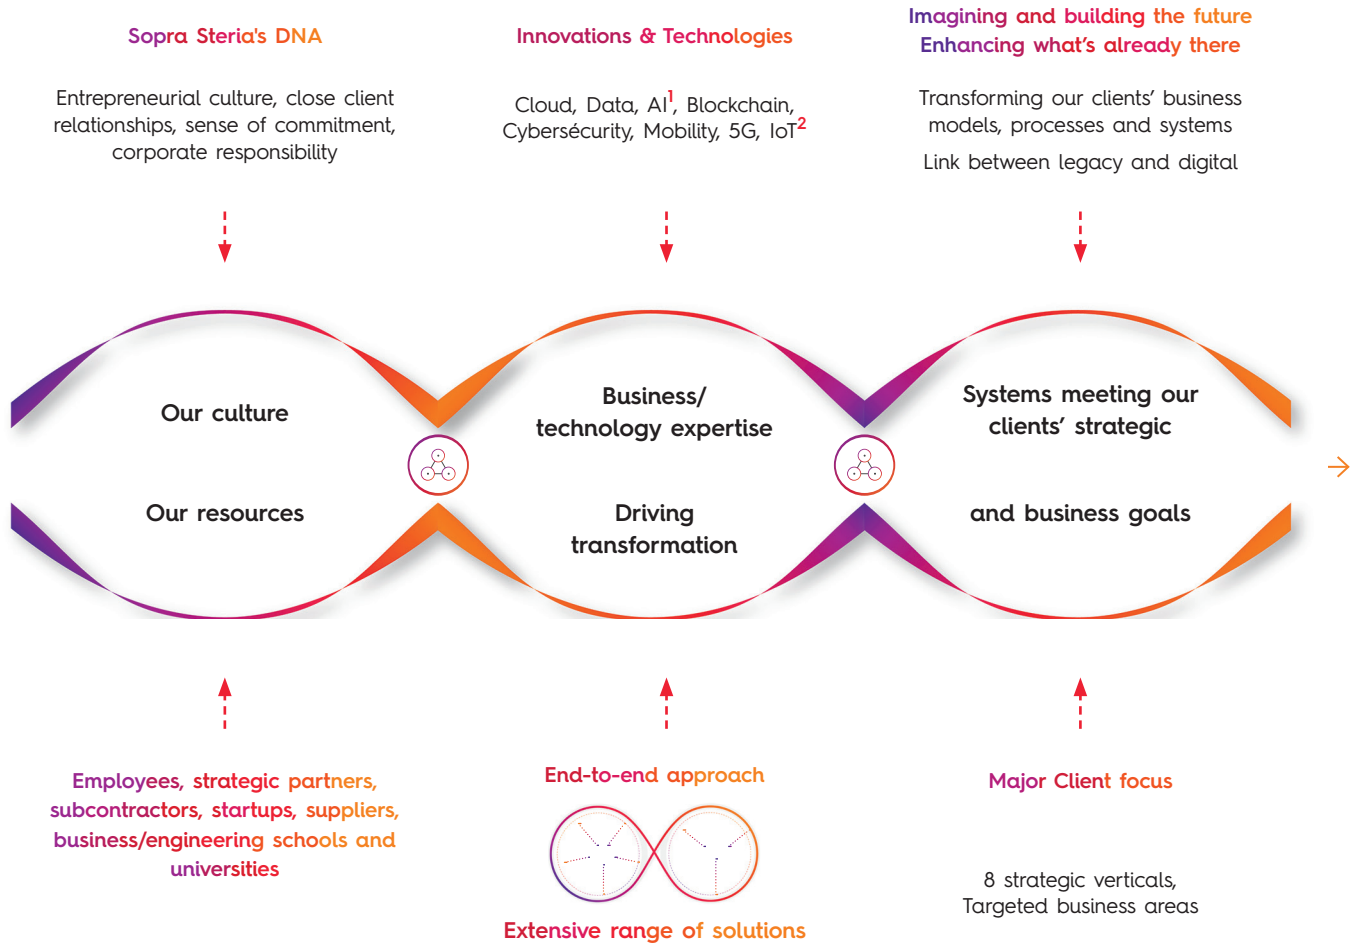 Sopra Steria's DNA
Entrepreneurial culture, close client
relationships, sense of commitment,
corporate responsibility
Innovations & Technologies
Cloud, Data, AI1, Blockchain,
Cybersécurity, Mobility, 5G, IoT2
Imagining and building the future
Enhancing what's already there
Transforming our clients' business
models, processes and systems
Link between legacy and digital
Our culture
Our resources
Business/
technology expertise
Driving
transformation
Systems meeting our
clients' strategic
and business goals
Employees, strategic partners,
subcontractors, startups, suppliers,
business/engineering schools and
universities
End-to-end approach
Extensive range of solutions
Major Client focus
8 strategic verticals,
Targeted business areas